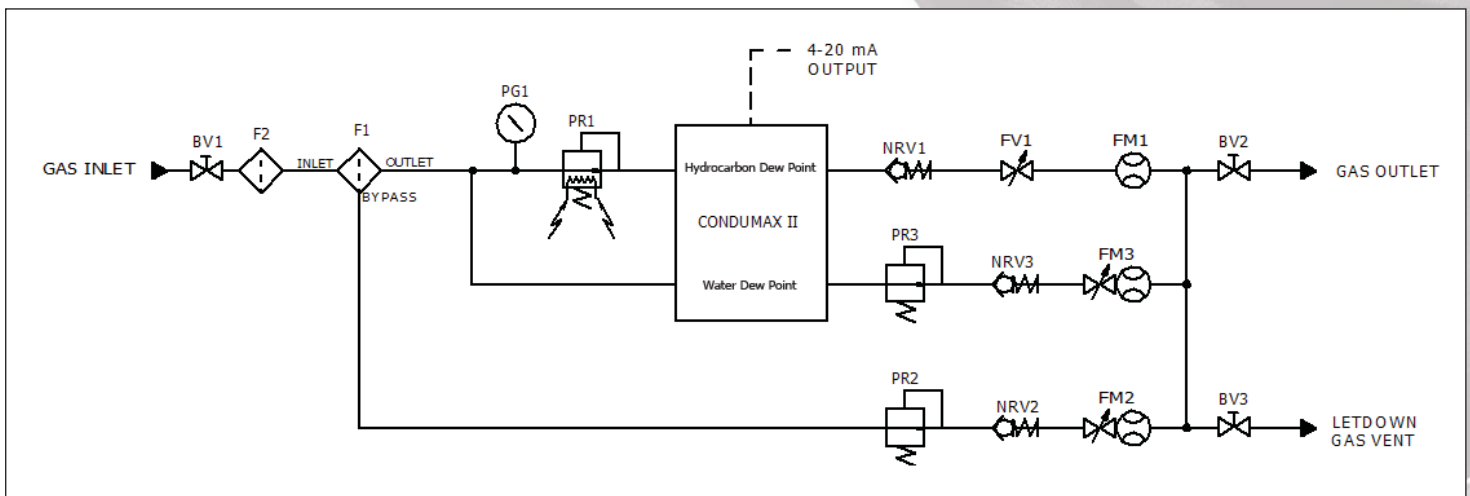 4-20 mA
OUTPUT
PG1
PR1
F1
F2
BV1
GAS INLET
INLET
OUTLET
BYPASS
Hydrocarbon Dew Point
CONDUMAX II
Water Dew Point
NRV1
FV1
FM1
BV2
GAS OUTLET
PR3
NRV3
FM3
PR2
NRV2
FM2
BV3
LETDOWN
GAS VENT